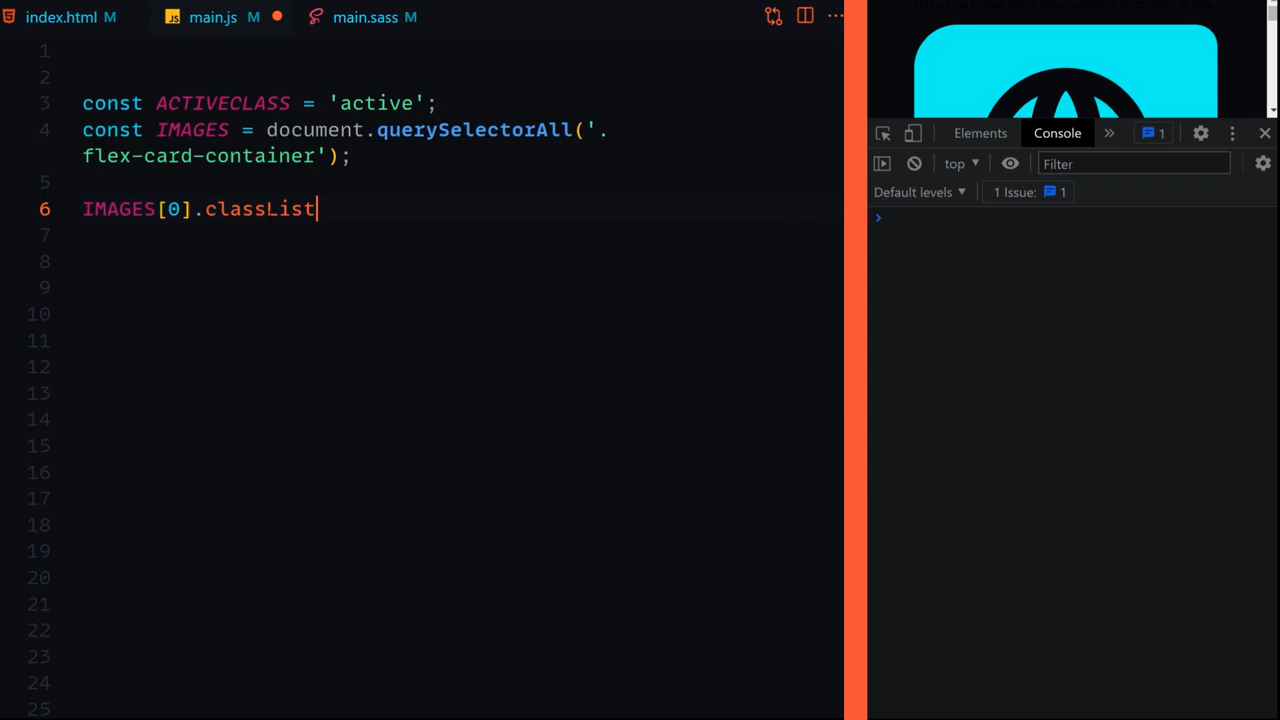 index.html M
main.js M
main.sass M
1
2
3 const ACTIVECLASS = 'active';
4 const IMAGES = document.querySelectorAll('.
flex-card-container');
5
6 IMAGES[0].classList
7
8
9
10
11
12
13
14
15
16
17
18
19
20
21
22
23
24
25
Elements Console » 1
top Filter
Default levels 1 Issue: 1